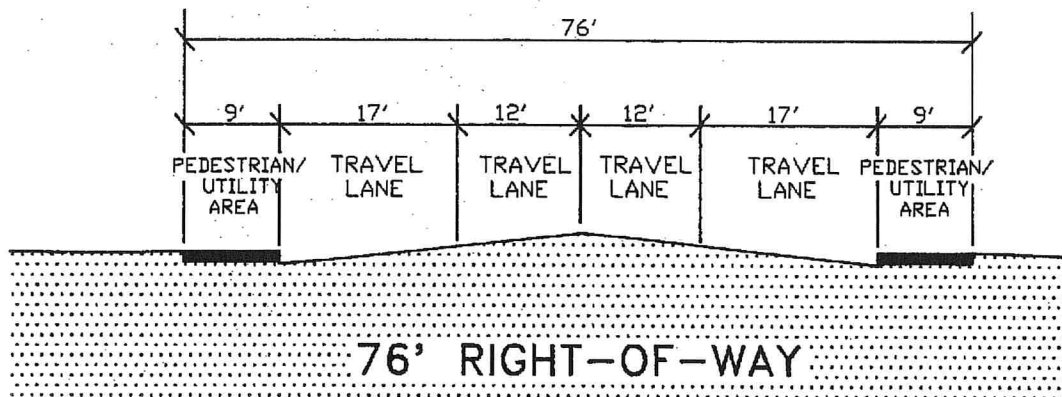 76'
9' 17' 12' 12' 17' 9'
PEDESTRIAN/
UTILITY
AREA
TRAVEL
LANE
TRAVEL
LANE
TRAVEL
LANE
TRAVEL
LANE
PEDESTRIAN/
UTILITY
AREA
76' RIGHT-OF-WAY